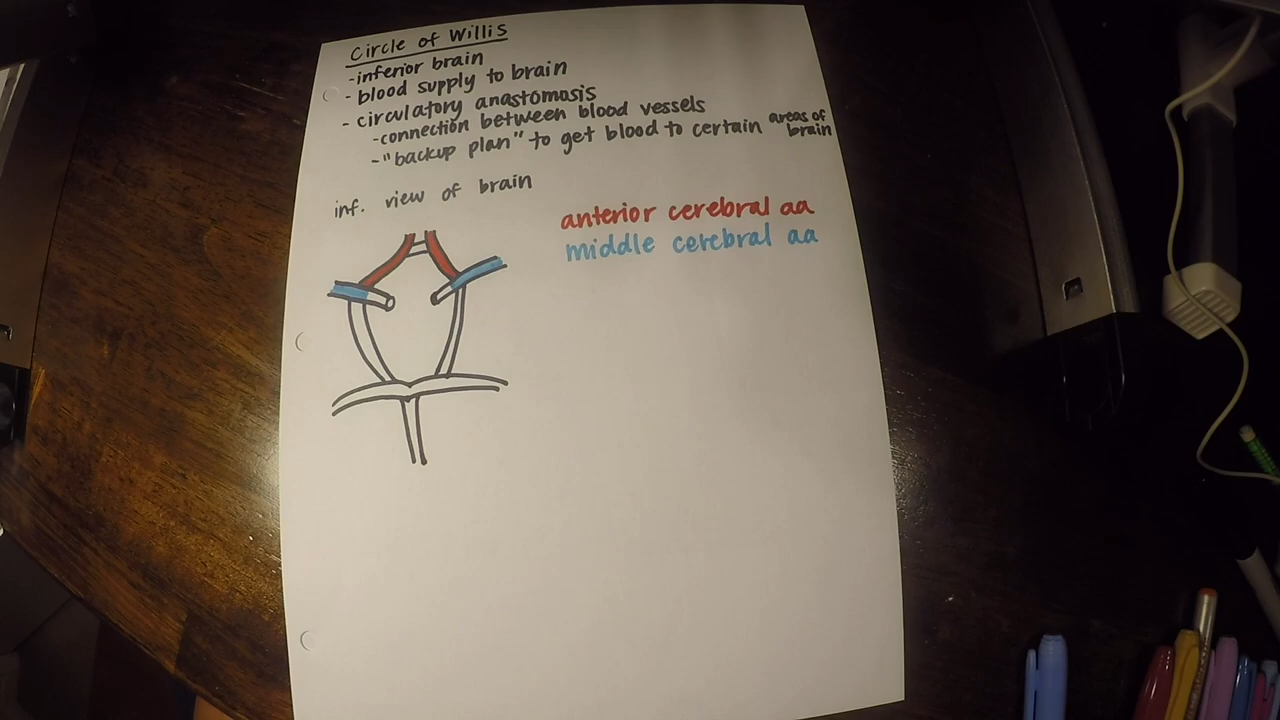 Circle of Willis
-inferior brain
- blood supply to brain
- circulatory anastomosis
-connection between blood vessels
-"backup plan" to get blood to certain areas of brain
inf. view of brain
anterior cerebral aa
middle cerebral aa